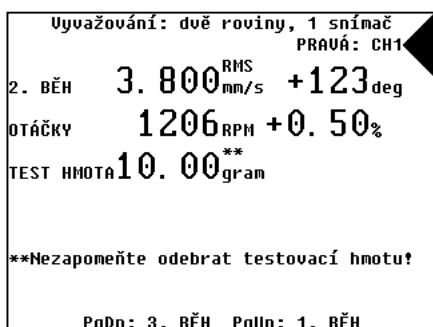 Vyvažování: dvě roviny, 1 snímač
PRAVÁ: CH1
2. BĚH 3. 800 RMS mm/s +123 deg
OTÁČKY 1206 RPM +0. 50 %
TEST HMOTA 10. 00 ** gram
**Nezapomeňte odebrat testovací hmotu!
PgDn: 3. BĚH PgUp: 1. BĚH